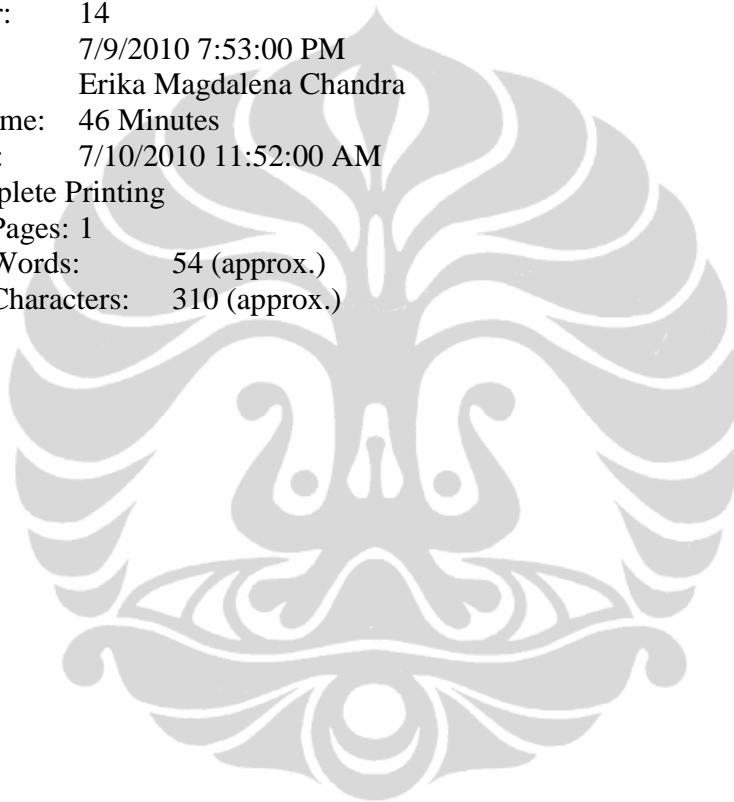 r: 14
7/9/2010 7:53:00 PM
Erika Magdalena Chandra
me: 46 Minutes
: 7/10/2010 11:52:00 AM
plete Printing
Pages: 1
Words: 54 (approx.)
Characters: 310 (approx.)